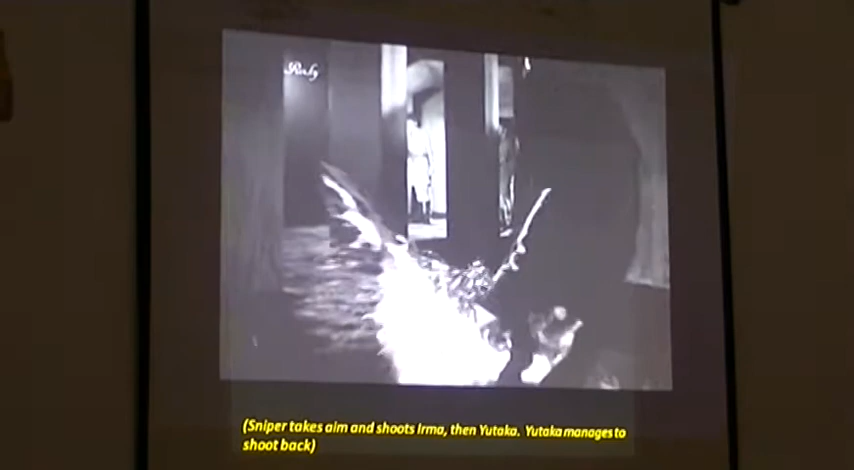 (Sniper takes aim and shoots Irma, then Yutaka. Yutaka manages to
shoot back)